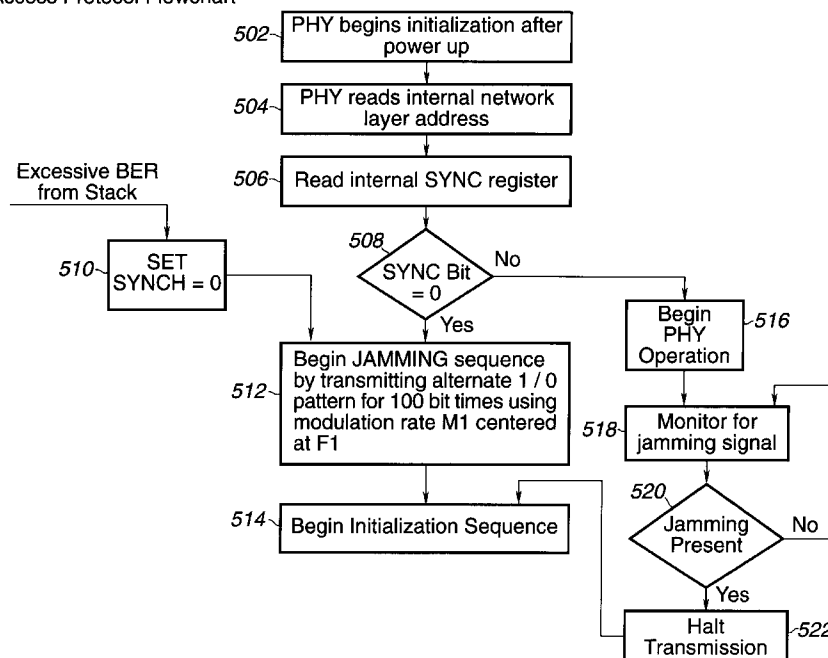 502
PHY begins initialization after
power up
504
PHY reads internal network
layer address
Excessive BER
from Stack
506
Read internal SYNC register
508
SYNC Bit
= 0
No
Yes
510
SET
SYNCH = 0
516
Begin
PHY
Operation
512
Begin JAMMING sequence
by transmitting alternate 1 / 0
pattern for 100 bit times using
modulation rate M1 centered
at F1
518
Monitor for
jamming signal
514
Begin Initialization Sequence
520
Jamming
Present
No
Yes
522
Halt
Transmission